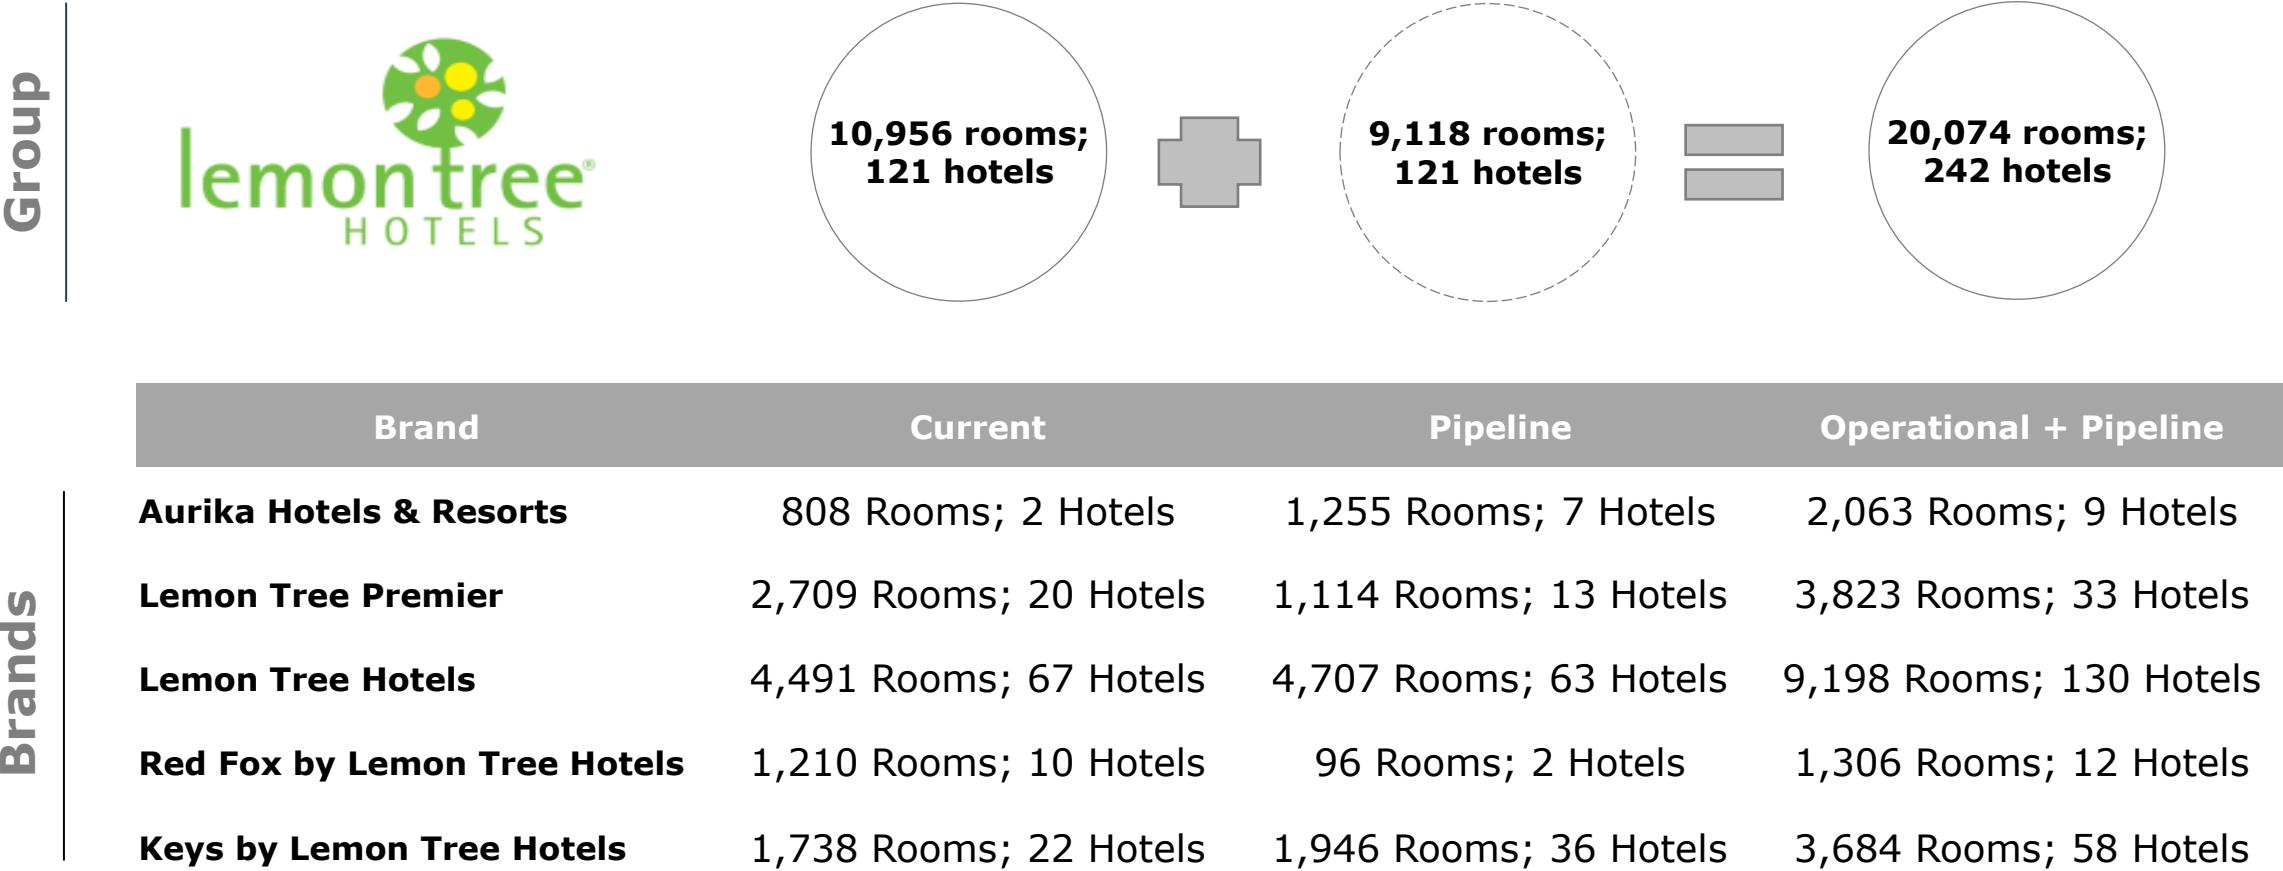 Group
lemon tree®
HOTELS
10,956 rooms;
121 hotels
9,118 rooms;
121 hotels
20,074 rooms;
242 hotels
Brand Current Pipeline Operational + Pipeline
Brands
Aurika Hotels & Resorts 808 Rooms; 2 Hotels 1,255 Rooms; 7 Hotels 2,063 Rooms; 9 Hotels
Lemon Tree Premier 2,709 Rooms; 20 Hotels 1,114 Rooms; 13 Hotels 3,823 Rooms; 33 Hotels
Lemon Tree Hotels 4,491 Rooms; 67 Hotels 4,707 Rooms; 63 Hotels 9,198 Rooms; 130 Hotels
Red Fox by Lemon Tree Hotels 1,210 Rooms; 10 Hotels 96 Rooms; 2 Hotels 1,306 Rooms; 12 Hotels
Keys by Lemon Tree Hotels 1,738 Rooms; 22 Hotels 1,946 Rooms; 36 Hotels 3,684 Rooms; 58 Hotels